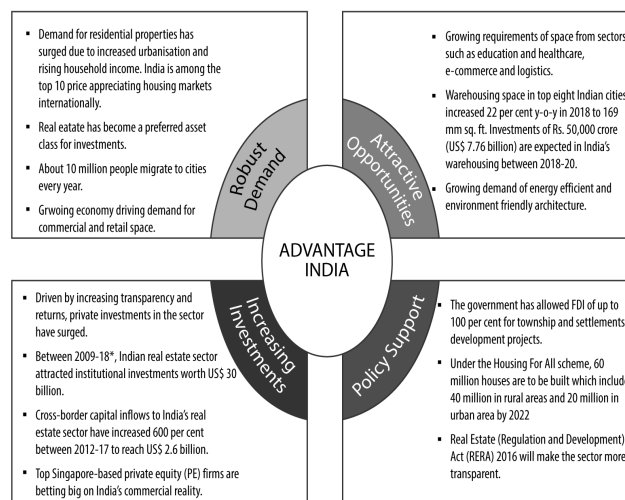 ▪ Demand for residential properties has
surged due to increased urbanisation and
rising household income. India is among the
top 10 price appreciating housing markets
internationally.
▪ Real eatate has become a preferred asset
class for investments.
▪ About 10 million people migrate to cities
every year.
▪ Grwoing economy driving demand for
commercial and retail space.
Robust
Demand
▪ Growing requirements of space from sectors
such as education and healthcare,
e-commerce and logistics.
▪ Warehousing space in top eight Indian cities
increased 22 per cent y-o-y in 2018 to 169
mm sq. ft. Investments of Rs. 50,000 crore
(US$ 7.76 billion) are expected in India's
warehousing between 2018-20.
▪ Growing demand of energy efficient and
environment friendly architecture.
Attractive
Opportunities
ADVANTAGE
INDIA
▪ Driven by increasing transparency and
returns, private investments in the sector
have surged.
▪ Between 2009-18*, Indian real estate sector
attracted institutional investments worth US$ 30
billion.
▪ Cross-border capital inflows to India's real
estate sector have increased 600 per cent
between 2012-17 to reach US$ 2.6 billion.
▪ Top Singapore-based private equity (PE) firms are
betting big on India's commercial reality.
Increasing
Investments
▪ The government has allowed FDI of up to
100 per cent for township and settlements
development projects.
▪ Under the Housing For All scheme, 60
million houses are to be built which include
40 million in rural areas and 20 million in
urban area by 2022
▪ Real Estate (Regulation and Development)
Act (RERA) 2016 will make the sector more
transparent.
Policy Support